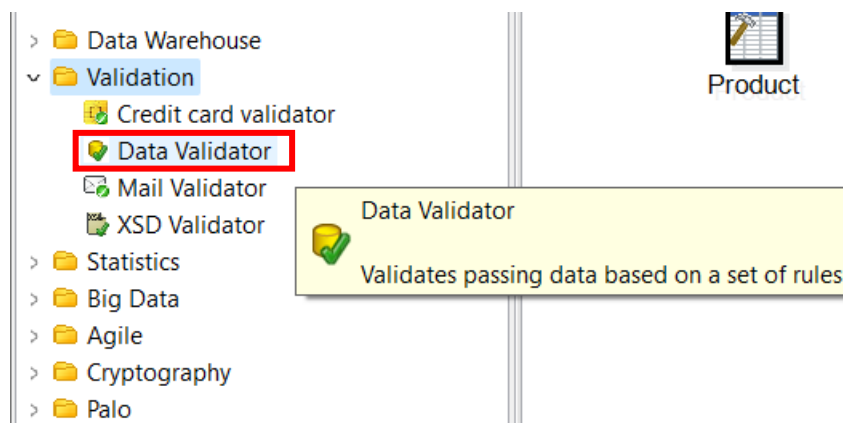 Data Warehouse
Validation
Credit card validator
Data Validator
Mail Validator
XSD Validator
Statistics
Big Data
Agile
Cryptography
Palo
Product
Data Validator
Validates passing data based on a set of rules